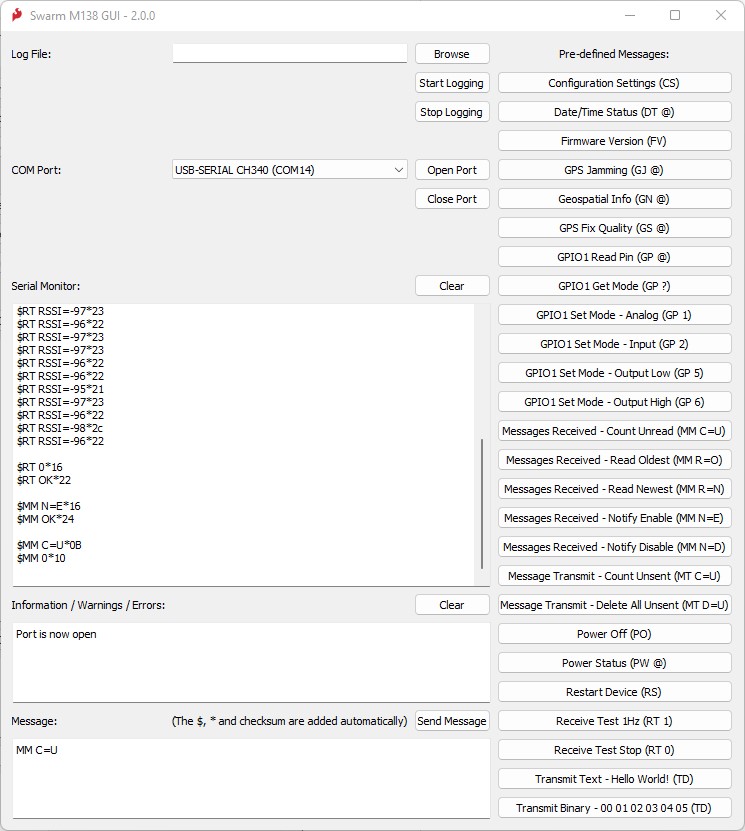 Swarm M138 GUI - 2.0.0
Log File:
Browse
Pre-defined Messages:
Start Logging
Configuration Settings (CS)
Stop Logging
Date/Time Status (DT @)
Firmware Version (FV)
COM Port:
USB-SERIAL CH340 (COM14)
Open Port
GPS Jamming (GJ @)
Close Port
Geospatial Info (GN @)
GPS Fix Quality (GS @)
GPIO1 Read Pin (GP @)
Serial Monitor:
Clear
GPIO1 Get Mode (GP ?)
$RT RSSI=-97*23
$RT RSSI=-96*22
$RT RSSI=-97*23
$RT RSSI=-97*23
$RT RSSI=-96*22
$RT RSSI=-96*22
$RT RSSI=-95*21
$RT RSSI=-97*23
$RT RSSI=-96*22
$RT RSSI=-98*2c
$RT RSSI=-96*22
$RT 0*16
$RT OK*22
$MM N=E*16
$MM OK*24
$MM C=U*0B
$MM 0*10
GPIO1 Set Mode - Analog (GP 1)
GPIO1 Set Mode - Input (GP 2)
GPIO1 Set Mode - Output Low (GP 5)
GPIO1 Set Mode - Output High (GP 6)
Messages Received - Count Unread (MM C=U)
Messages Received - Read Oldest (MM R=O)
Messages Received - Read Newest (MM R=N)
Messages Received - Notify Enable (MM N=E)
Messages Received - Notify Disable (MM N=D)
Message Transmit - Count Unsent (MT C=U)
Information / Warnings / Errors:
Clear
Message Transmit - Delete All Unsent (MT D=U)
Port is now open
Power Off (PO)
Power Status (PW @)
Restart Device (RS)
Message:
(The $, * and checksum are added automatically)
Send Message
Receive Test 1Hz (RT 1)
MM C=U
Receive Test Stop (RT 0)
Transmit Text - Hello World! (TD)
Transmit Binary - 00 01 02 03 04 05 (TD)